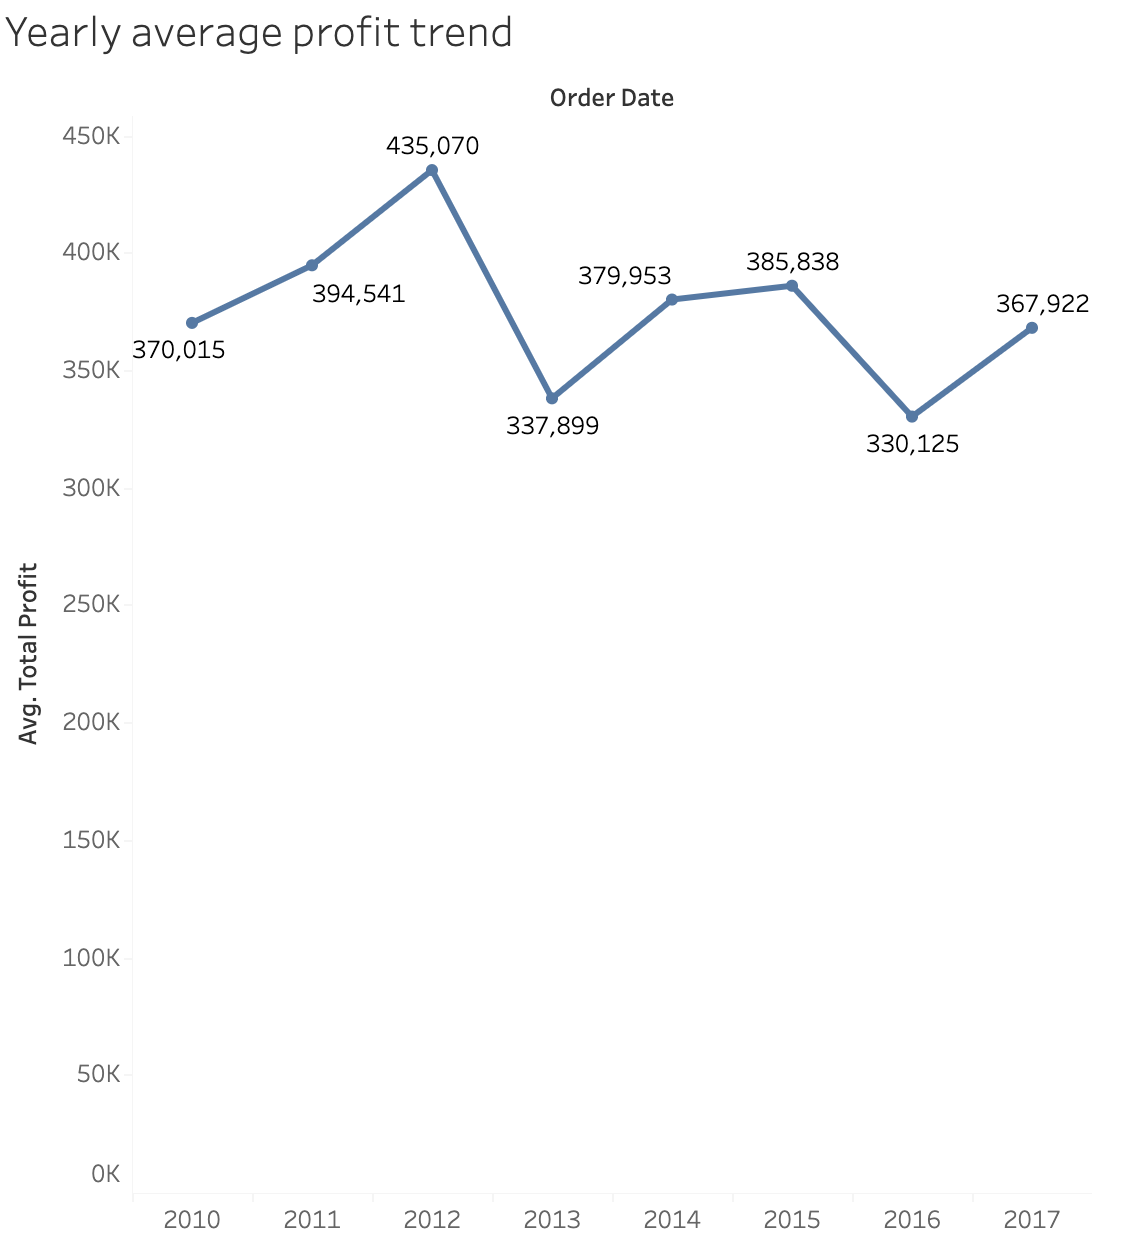 Yearly average profit trend
Order Date
450K
435,070
400K
394,541
379,953
385,838
367,922
370,015
350K
337,899
330,125
300K
Avg. Total Profit
250K
200K
150K
100K
50K
0K
2010 2011 2012 2013 2014 2015 2016 2017